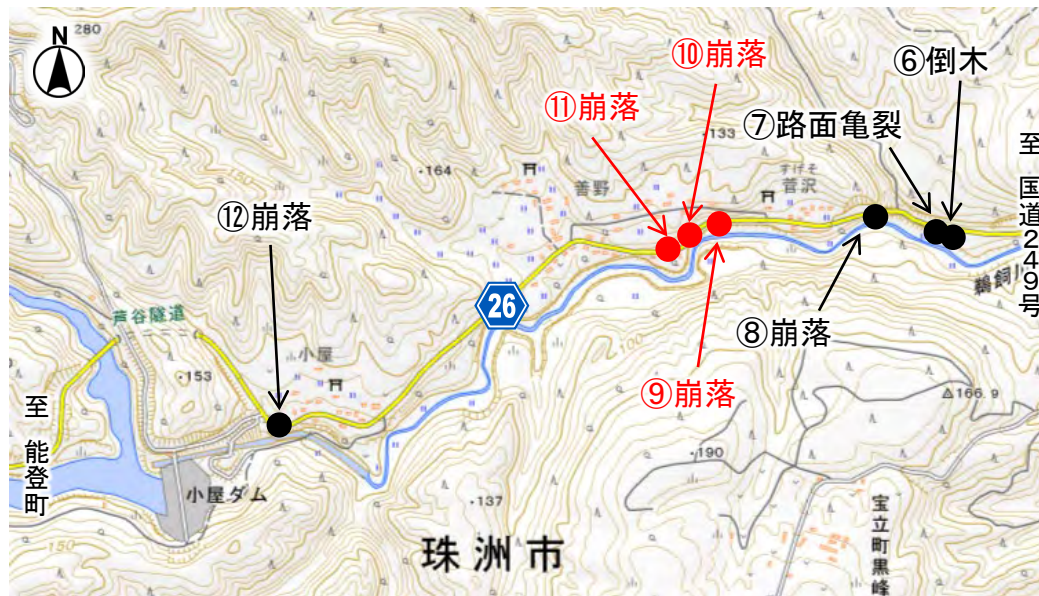 N
280
⑩崩落
⑥倒木
⑪崩落
⑦路面亀裂
133
至 国道249号
164
善野
すげそ
菅沢
⑫崩落
150
26
鵜飼川
芦谷隧道
⑧崩落
100
小屋
153
⑨崩落
166.9
至 能登町
190
小屋ダム
137
宝立町黒峰
150
珠洲市